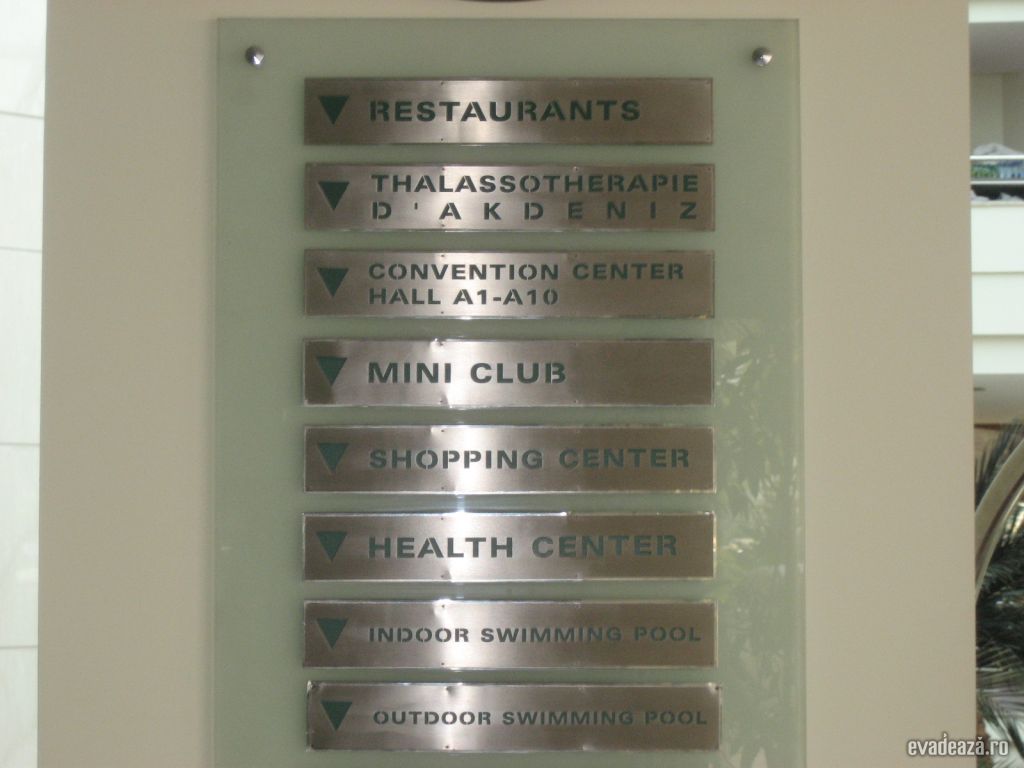 RESTAURANTS
THALASSOTHERAPIE
D'AKDENIZ
CONVENTION CENTER
HALL A1-A10
MINI CLUB
SHOPPING CENTER
HEALTH CENTER
INDOOR SWIMMING POOL
OUTDOOR SWIMMING POOL
evadează.ro